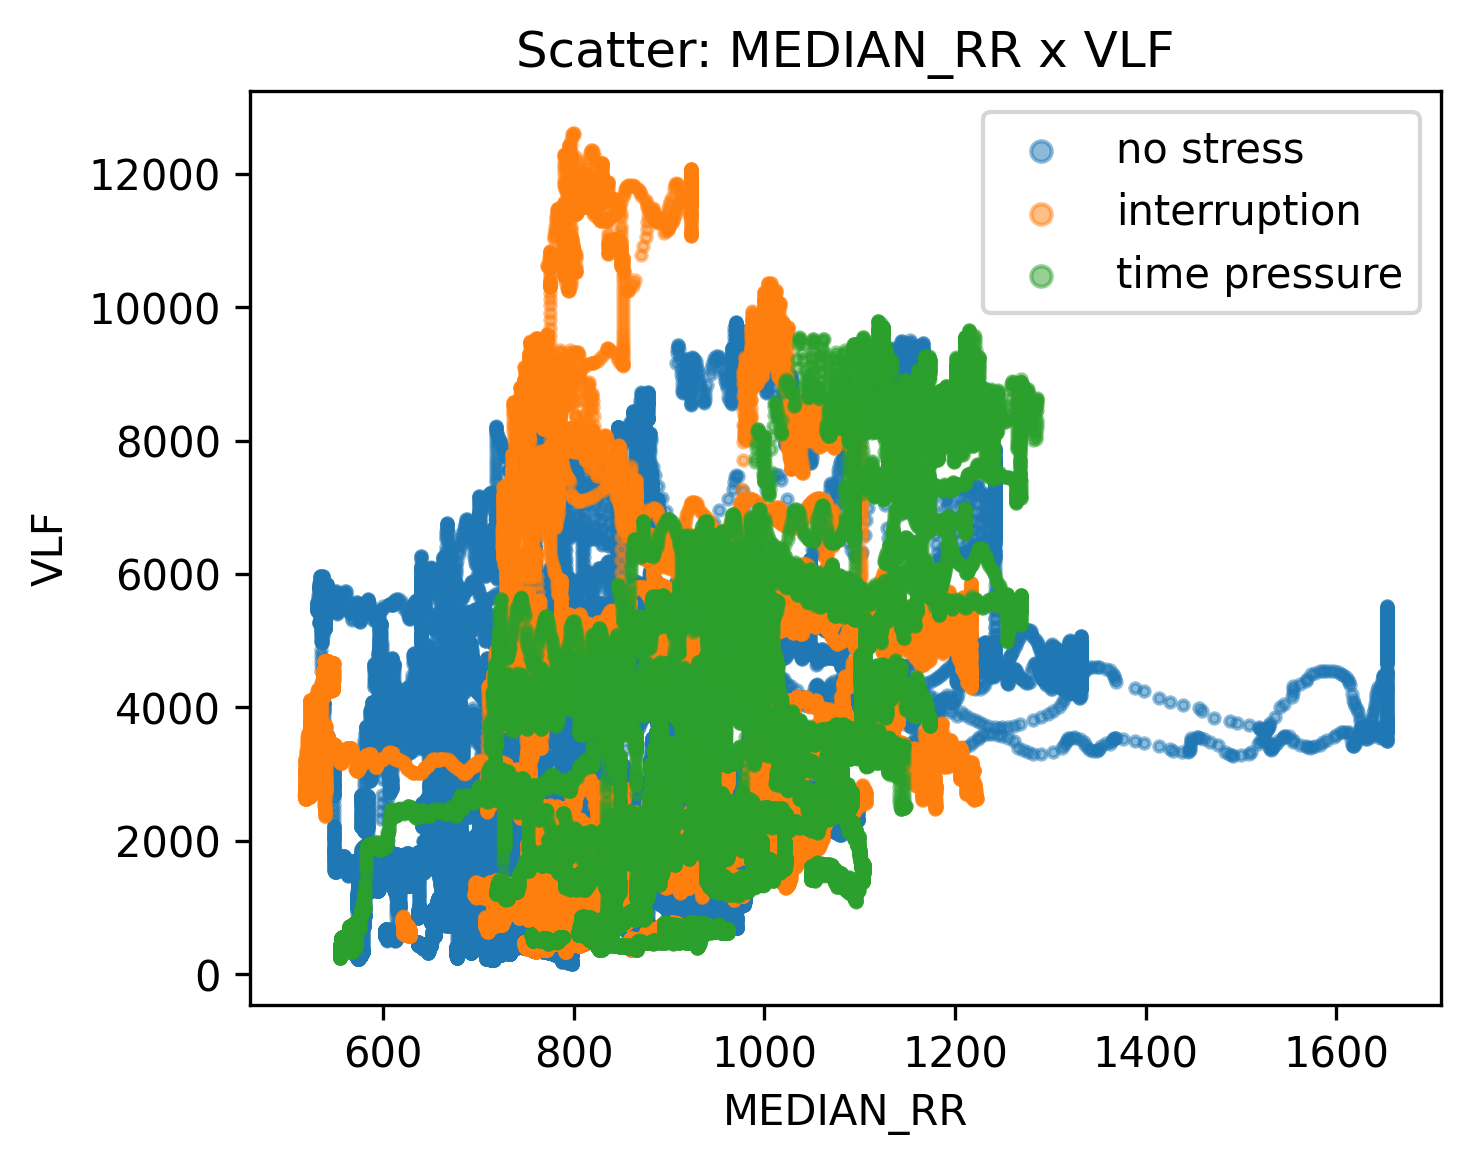 Scatter: MEDIAN_RR x VLF
no stress
interruption
time pressure
12000
10000
8000
6000
4000
2000
0
VLF
600 800 1000 1200 1400 1600
MEDIAN_RR